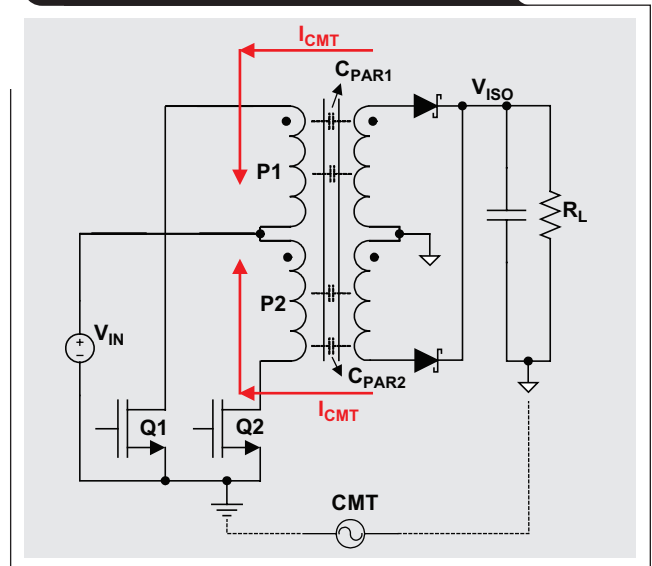 I_CMT
C_PAR1
V_ISO
P1
R_L
P2
V_IN
+
−
C_PAR2
I_CMT
Q1
Q2
CMT